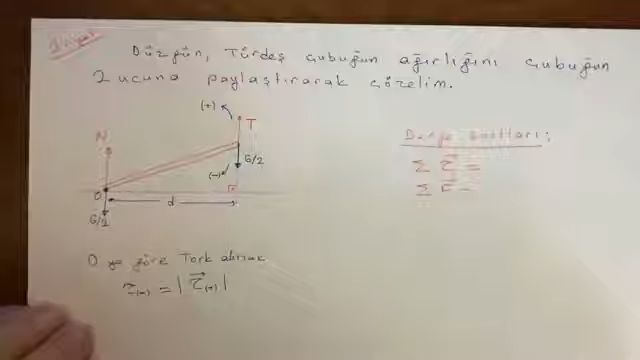 Düzgün, Türdeş çubuğun ağırlığını çubuğun
2 ucuna paylaştırarak çözelim.
(+)
T
N
G/2
(-)
O
d
G/2
Denge Şartları:
Σ τ =
Σ F =
O ya göre Tork alırsak
τ(-) = |τ(+)|